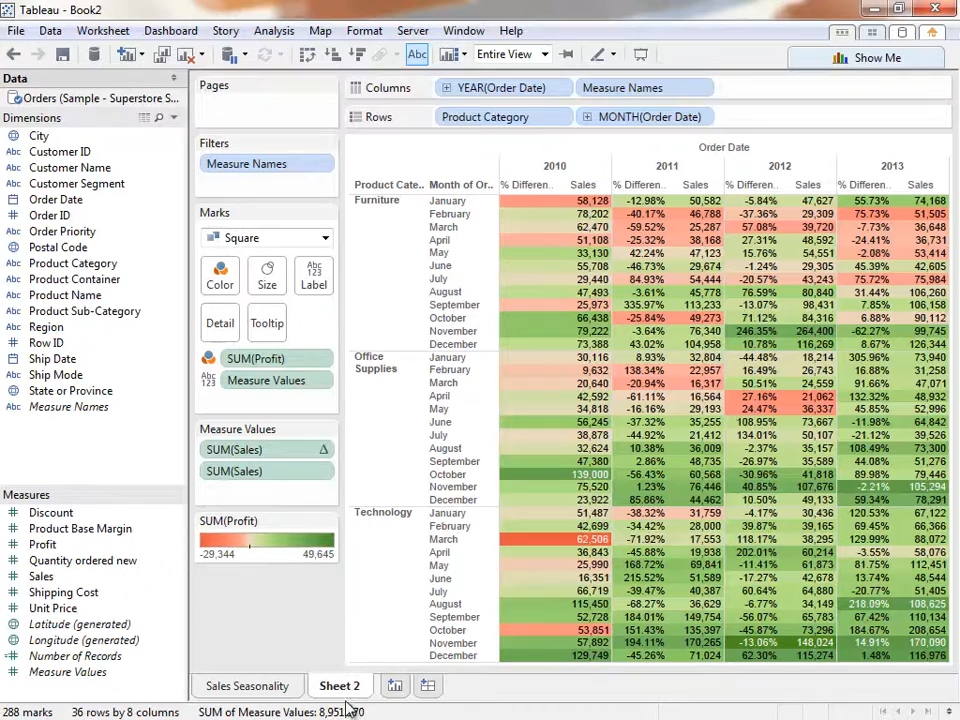 Tableau - Book2
File Data Worksheet Dashboard Story Analysis Map Format Server Window Help
Abc Entire View Show Me
Data
Orders (Sample - Superstore S...
Dimensions
City
Abc Customer ID
Abc Customer Name
Abc Customer Segment
Order Date
Abc Order ID
Abc Order Priority
Postal Code
Abc Product Category
Abc Product Container
Abc Product Name
Abc Product Sub-Category
Abc Region
Row ID
Ship Date
Abc Ship Mode
State or Province
Abc Measure Names
Measures
Discount
Product Base Margin
Profit
Quantity ordered new
Sales
Shipping Cost
Unit Price
Latitude (generated)
Longitude (generated)
Number of Records
Measure Values
Pages
Filters
Measure Names
Marks
Square
Color Size Abc 123 Label
Detail Tooltip
SUM(Profit)
Abc 123 Measure Values
Measure Values
SUM(Sales) Δ
SUM(Sales)
SUM(Profit)
-29,344 49,645
Columns YEAR(Order Date) Measure Names
Rows Product Category MONTH(Order Date)
Order Date
2010 2011 2012 2013
Product Cate.. Month of Or.. % Differen.. Sales % Differen.. Sales % Differen.. Sales % Differen.. Sales
Furniture January 58,128 -12.98% 50,582 -5.84% 47,627 55.73% 74,168
February 78,202 -40.17% 46,788 -37.36% 29,309 75.73% 51,505
March 62,470 -59.52% 25,287 57.08% 39,720 -7.73% 36,648
April 51,108 -25.32% 38,168 27.31% 48,592 -24.41% 36,731
May 33,130 42.24% 47,123 15.76% 54,551 -2.08% 53,414
June 55,708 -46.73% 29,674 -1.24% 29,305 45.39% 42,605
July 29,440 84.93% 54,444 -20.57% 43,243 75.72% 75,984
August 47,493 -3.61% 45,778 76.59% 80,840 31.44% 106,260
September 25,973 335.97% 113,233 -13.07% 98,431 7.85% 106,158
October 66,438 -25.84% 49,273 71.12% 84,316 6.88% 90,112
November 79,222 -3.64% 76,340 246.35% 264,400 -62.27% 99,745
December 73,388 43.02% 104,958 10.78% 116,269 8.67% 126,344
Office Supplies January 30,116 8.93% 32,804 -44.48% 18,214 305.96% 73,940
February 9,632 138.34% 22,957 16.49% 26,743 16.88% 31,258
March 20,640 -20.94% 16,317 50.51% 24,559 91.66% 47,071
April 42,592 -61.11% 16,564 27.16% 21,062 132.32% 48,932
May 34,818 -16.16% 29,193 24.47% 36,337 45.85% 52,996
June 56,245 -37.32% 35,255 108.95% 73,667 -11.98% 64,842
July 38,878 -44.92% 21,412 134.01% 50,107 -21.12% 39,526
August 32,624 10.38% 36,009 -2.37% 35,157 108.49% 73,300
September 47,380 2.86% 48,735 -26.97% 35,589 44.08% 51,276
October 139,000 -56.43% 60,568 -30.96% 41,818 89.98% 79,446
November 75,520 1.23% 76,446 40.85% 107,676 -2.21% 105,294
December 23,922 85.86% 44,462 10.50% 49,133 59.34% 78,291
Technology January 51,487 -38.32% 31,759 -4.17% 30,436 120.53% 67,122
February 42,699 -34.42% 28,000 39.87% 39,165 69.45% 66,366
March 62,506 -71.92% 17,553 118.17% 38,295 129.99% 88,072
April 36,843 -45.88% 19,938 202.01% 60,214 -3.55% 58,076
May 25,990 168.72% 69,841 -11.41% 61,873 81.75% 112,451
June 16,351 215.52% 51,589 -17.27% 42,678 13.74% 48,544
July 66,719 -39.47% 40,387 60.64% 64,880 -20.77% 51,405
August 115,450 -68.27% 36,629 -6.77% 34,149 218.09% 108,625
September 52,728 184.01% 149,754 -56.07% 65,783 67.42% 110,134
October 53,851 151.43% 135,397 -45.87% 73,296 184.67% 208,654
November 57,892 194.11% 170,265 -13.06% 148,024 14.91% 170,090
December 129,749 -45.26% 71,024 62.30% 115,274 1.48% 116,976
Sales Seasonality Sheet 2
288 marks 36 rows by 8 columns SUM of Measure Values: